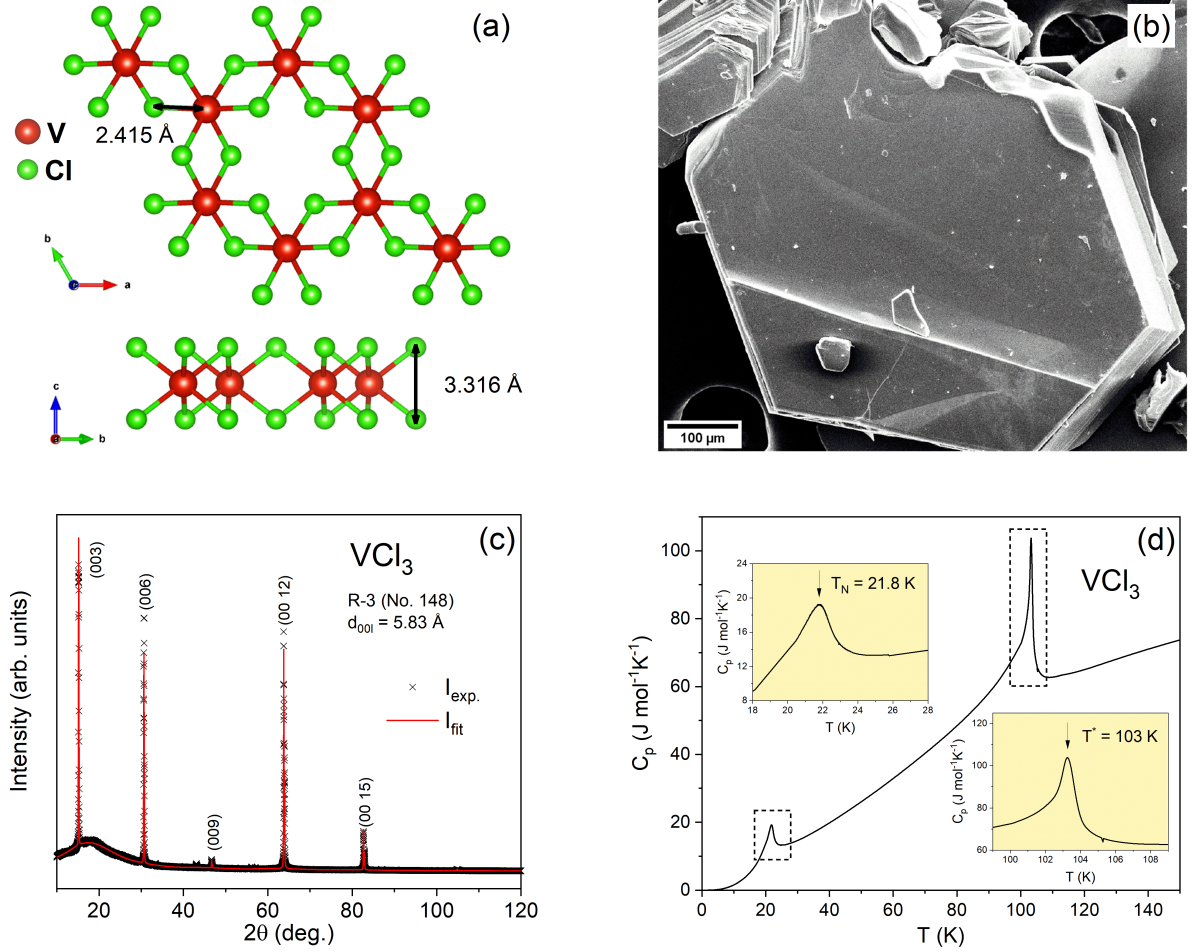 (a)
2.415 Å
V
Cl
b
a
c
3.316 Å
c
b
a
(b)
100 µm
(c)
VCl3
R-3 (No. 148)
d00l = 5.83 Å
(003)
(006)
(009)
(00 12)
(00 15)
Iexp.
Ifit
Intensity (arb. units)
20 40 60 80 100 120
2θ (deg.)
(d)
VCl3
Cp (J mol-1K-1)
100
80
60
40
20
0
0 20 40 60 80 100 120 140
T (K)
TN = 21.8 K
Cp (J mol-1K-1)
24
20
16
12
8
18 20 22 24 26 28
T (K)
T* = 103 K
Cp (J mol-1K-1)
120
100
80
60
100 102 104 106 108
T (K)